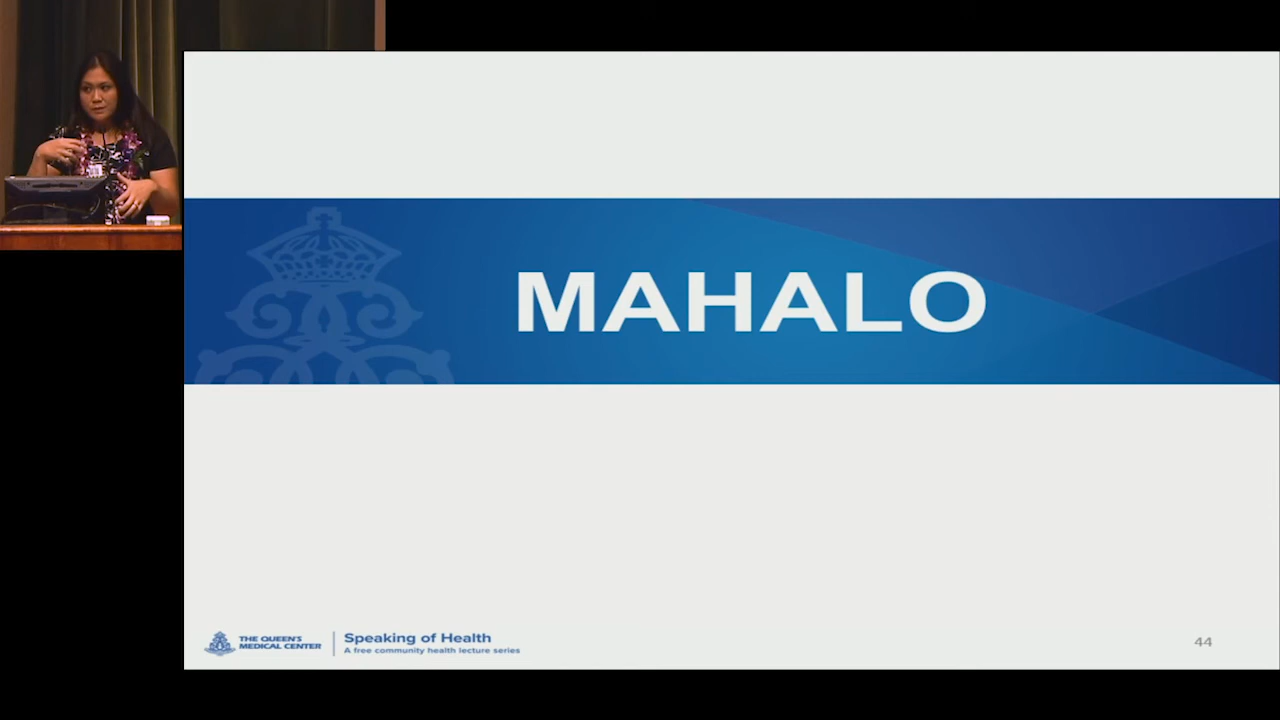 MAHALO
THE QUEEN'S
MEDICAL CENTER
Speaking of Health
A free community health lecture series
44